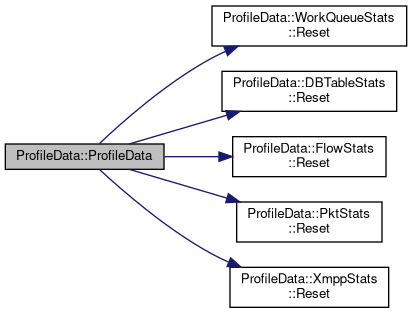 ProfileData::WorkQueueStats
::Reset
ProfileData::DBTableStats
::Reset
ProfileData::ProfileData
ProfileData::FlowStats
::Reset
ProfileData::PktStats
::Reset
ProfileData::XmppStats
::Reset